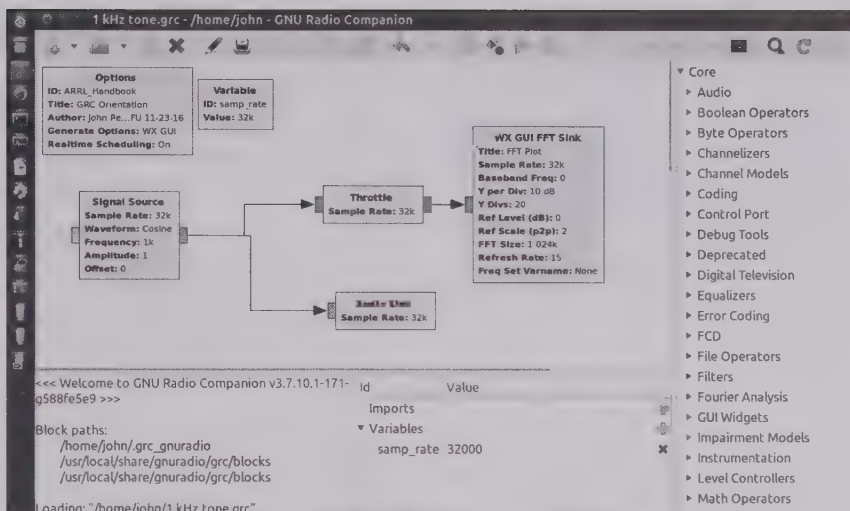 1 kHz tone.grc - /home/john - GNU Radio Companion
Options
ID: ARRL_Handbook
Title: GRC Orientation
Author: John Pe...FU 11-23-16
Generate Options: WX GUI
Realtime Scheduling: On
Variable
ID: samp_rate
Value: 32k
Signal Source
Sample Rate: 32k
Waveform: Cosine
Frequency: 1k
Amplitude: 1
Offset: 0
Throttle
Sample Rate: 32k
Sample Rate: 32k
WX GUI FFT Sink
Title: FFT Plot
Sample Rate: 32k
Baseband Freq: 0
Y per Div: 10 dB
Y Divs: 20
Ref Level (dB): 0
Ref Scale (p2p): 2
FFT Size: 1 024k
Refresh Rate: 15
Freq Set Varname: None
Core
Audio
Boolean Operators
Byte Operators
Channelizers
Channel Models
Coding
Control Port
Debug Tools
Deprecated
Digital Television
Equalizers
Error Coding
FCD
File Operators
Filters
Fourier Analysis
GUI Widgets
Impairment Models
Instrumentation
Level Controllers
Math Operators
<<< Welcome to GNU Radio Companion v3.7.10.1-171-
g588fe5e9 >>>
Block paths:
/home/john/.grc_gnuradio
/usr/local/share/gnuradio/grc/blocks
/usr/local/share/gnuradio/grc/blocks
Loading: "/home/john/1 kHz tone.grc"
Id Value
Imports
Variables
samp_rate 32000